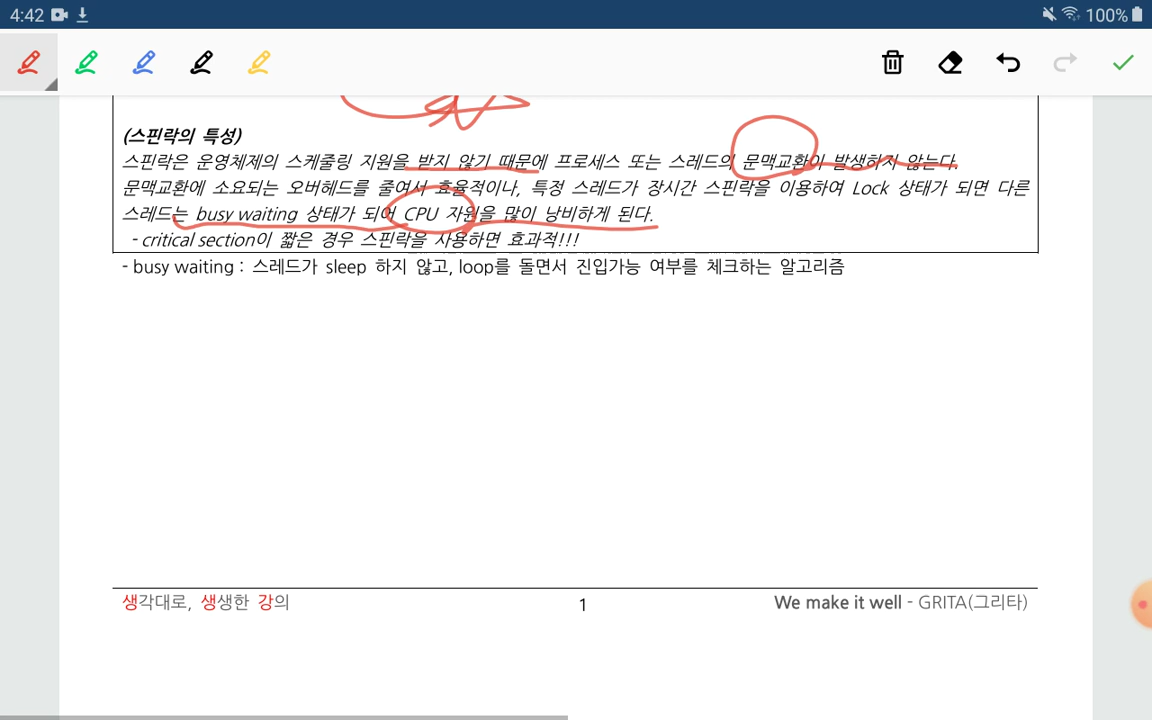 4:42
100%
(스핀락의 특성)
스핀락은 운영체제의 스케줄링 지원을 받지 않기 때문에 프로세스 또는 스레드의 문맥교환이 발생하지 않는다.
문맥교환에 소요되는 오버헤드를 줄여서 효율적이나, 특정 스레드가 장시간 스핀락을 이용하여 Lock 상태가 되면 다른
스레드는 busy waiting 상태가 되어 CPU 자원을 많이 낭비하게 된다.
- critical section이 짧은 경우 스핀락을 사용하면 효과적!!!
- busy waiting : 스레드가 sleep 하지 않고, loop를 돌면서 진입가능 여부를 체크하는 알고리즘
생각대로, 생생한 강의
1
We make it well - GRITA(그리타)